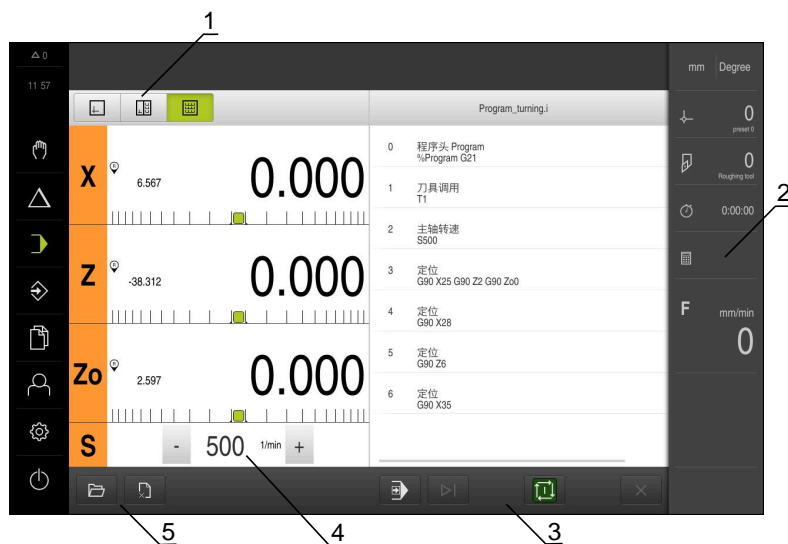 1
0
11 57
mm Degree
Program_turning.i
0
preset 0
0
Roughing tool
0:00:00
2
F mm/min
0
X R 6.567 0.000
Z R -38.312 0.000
Zo R 2.597 0.000
S - 500 1/min +
0 程序头 Program
%Program G21
1 刀具调用
T1
2 主轴转速
S500
3 定位
G90 X25 G90 Z2 G90 Zo0
4 定位
G90 X28
5 定位
G90 Z6
6 定位
G90 X35
5
4
3